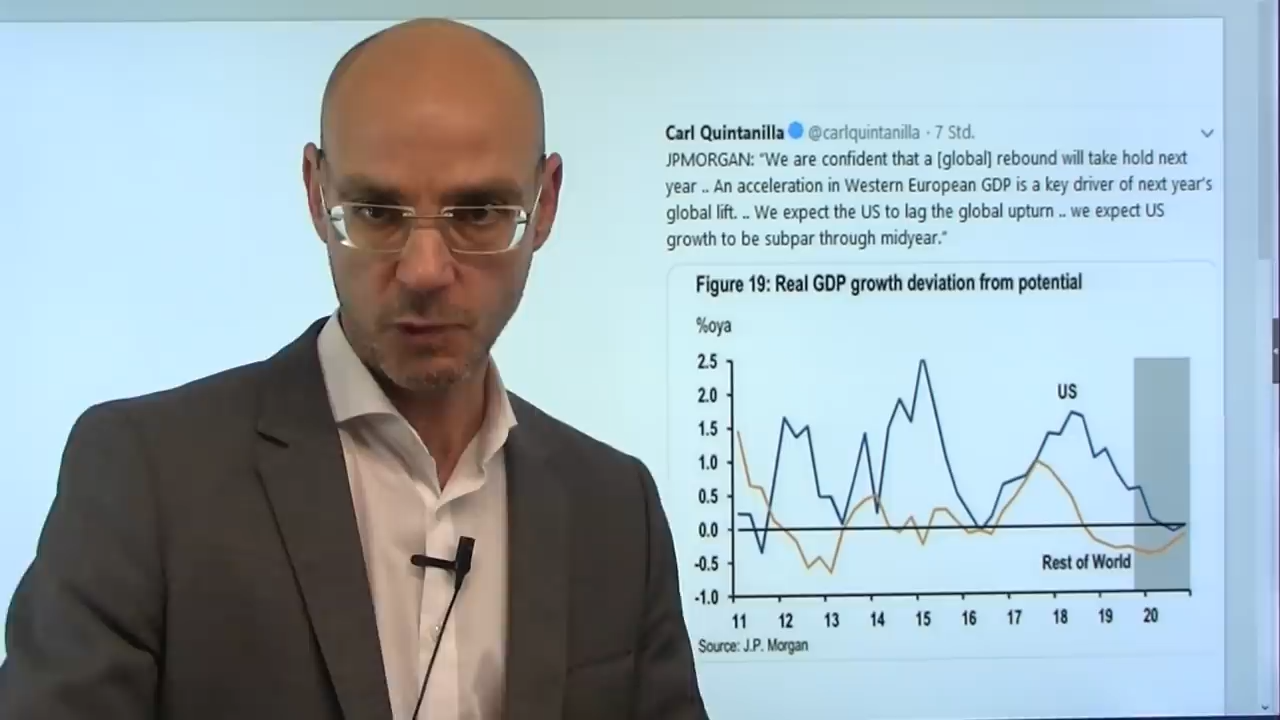 Carl Quintanilla @carlquintanilla · 7 Std.
JPMORGAN: "We are confident that a [global] rebound will take hold next
year .. An acceleration in Western European GDP is a key driver of next year's
global lift. .. We expect the US to lag the global upturn .. we expect US
growth to be subpar through midyear."
Figure 19: Real GDP growth deviation from potential
%oya
2.5
2.0
1.5
1.0
0.5
0.0
-0.5
-1.0
US
Rest of World
11 12 13 14 15 16 17 18 19 20
Source: J.P. Morgan